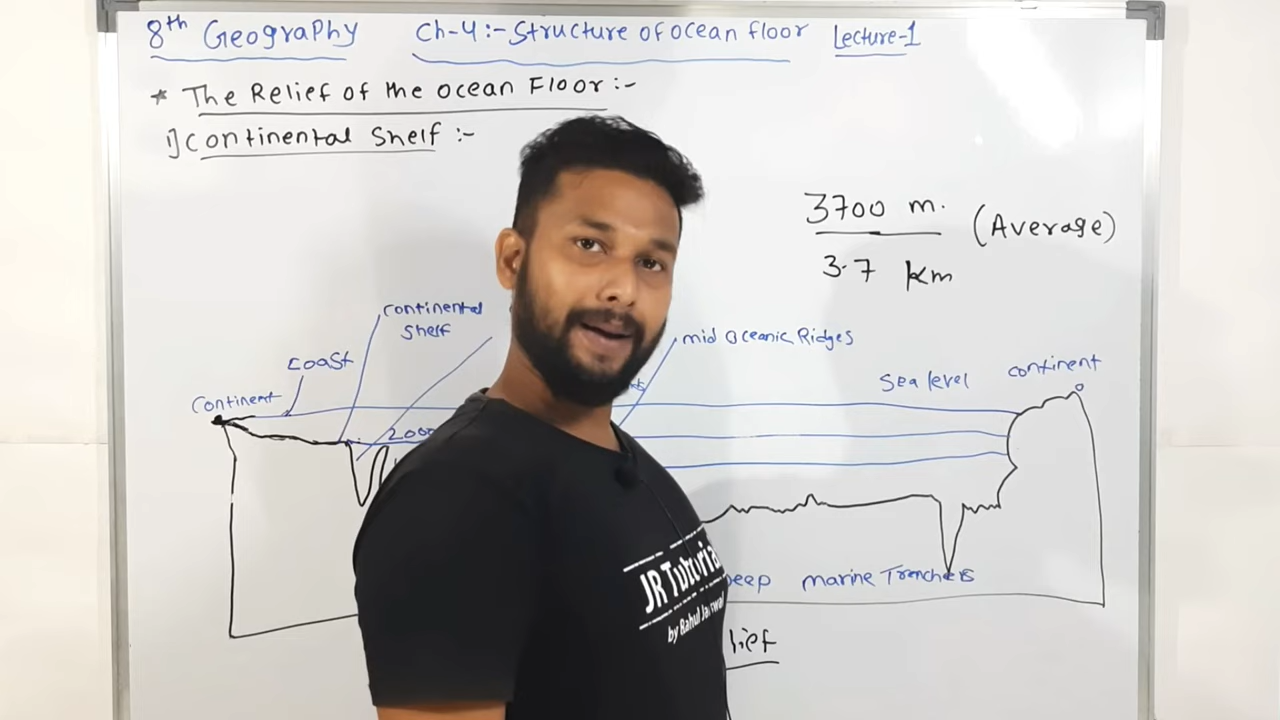 8th Geography Ch-4:- Structure of ocean floor Lecture-1
* The Relief of the ocean Floor:-
1] Continental Shelf :-
3700 m. (Average)
3.7 km
continental
shelf
mid oceanic Ridges
coast
Sea level
continent
Continent
2000
marine Trenches
JR Tutorial
by Rahul